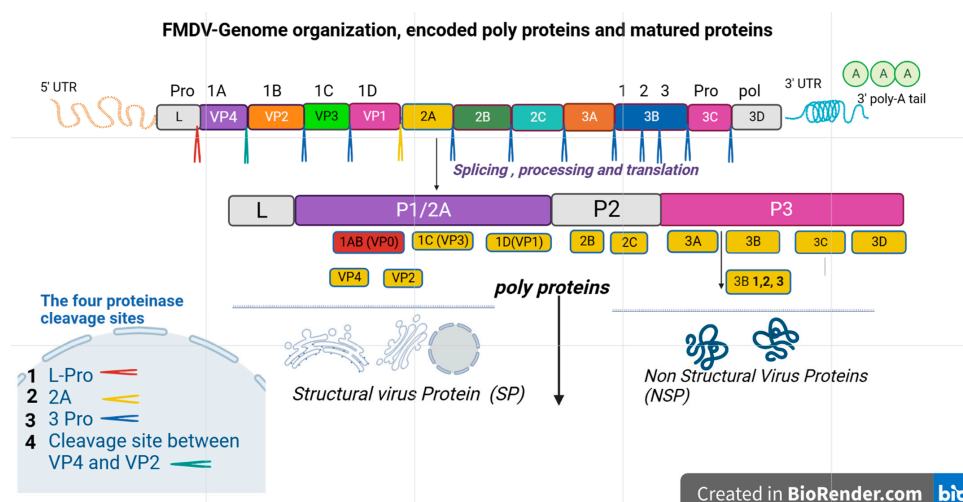 FMDV-Genome organization, encoded poly proteins and matured proteins
5' UTR
Pro 1A 1B 1C 1D 1 2 3 Pro pol
3' UTR
A A A
3' poly-A tail
L VP4 VP2 VP3 VP1 2A 2B 2C 3A 3B 3C 3D
Splicing , processing and translation
L P1/2A P2 P3
1AB (VP0) 1C (VP3) 1D(VP1) 2B 2C 3A 3B 3C 3D
VP4 VP2 3B 1,2, 3
poly proteins
The four proteinase
cleavage sites
1 L-Pro
2 2A
3 3 Pro
4 Cleavage site between
VP4 and VP2
Structural virus Protein (SP)
Non Structural Virus Proteins
(NSP)
Created in BioRender.com bio